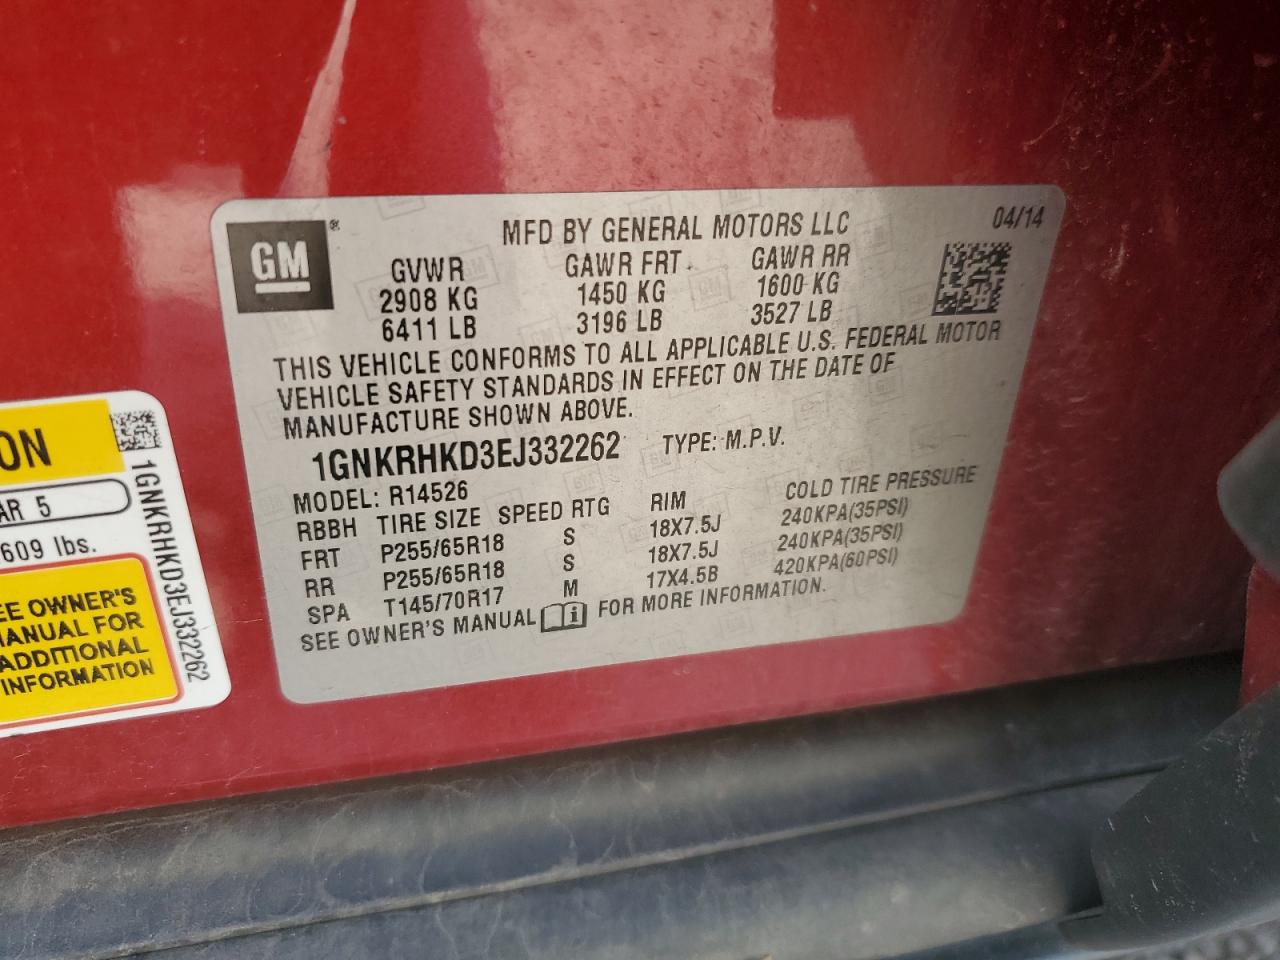 GM ®
MFD BY GENERAL MOTORS LLC
04/14
GVWR GAWR FRT GAWR RR
2908 KG 1450 KG 1600 KG
6411 LB 3196 LB 3527 LB
THIS VEHICLE CONFORMS TO ALL APPLICABLE U.S. FEDERAL MOTOR
VEHICLE SAFETY STANDARDS IN EFFECT ON THE DATE OF
MANUFACTURE SHOWN ABOVE.
1GNKRHKD3EJ332262 TYPE: M.P.V.
MODEL: R14526
RBBH TIRE SIZE SPEED RTG RIM COLD TIRE PRESSURE
FRT P255/65R18 S 18X7.5J 240KPA(35PSI)
RR P255/65R18 S 18X7.5J 240KPA(35PSI)
SPA T145/70R17 M 17X4.5B 420KPA(60PSI)
SEE OWNER'S MANUAL i FOR MORE INFORMATION.
ON
AR 5
609 lbs.
EE OWNER'S
ANUAL FOR
ADDITIONAL
INFORMATION
1GNKRHKD3EJ332262